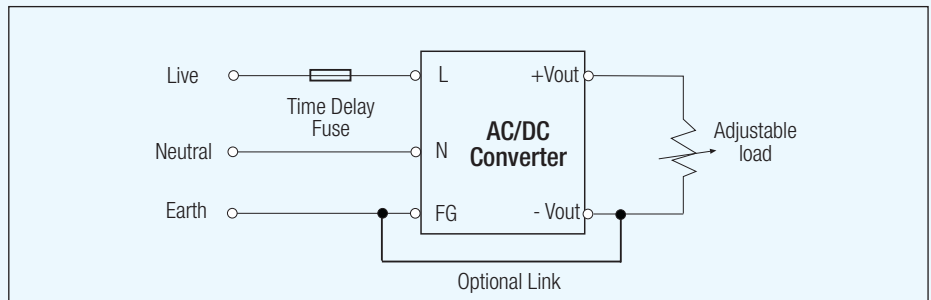 Live
L
+Vout
Time Delay
Fuse
AC/DC
Converter
Adjustable
load
Neutral
N
Earth
FG
- Vout
Optional Link